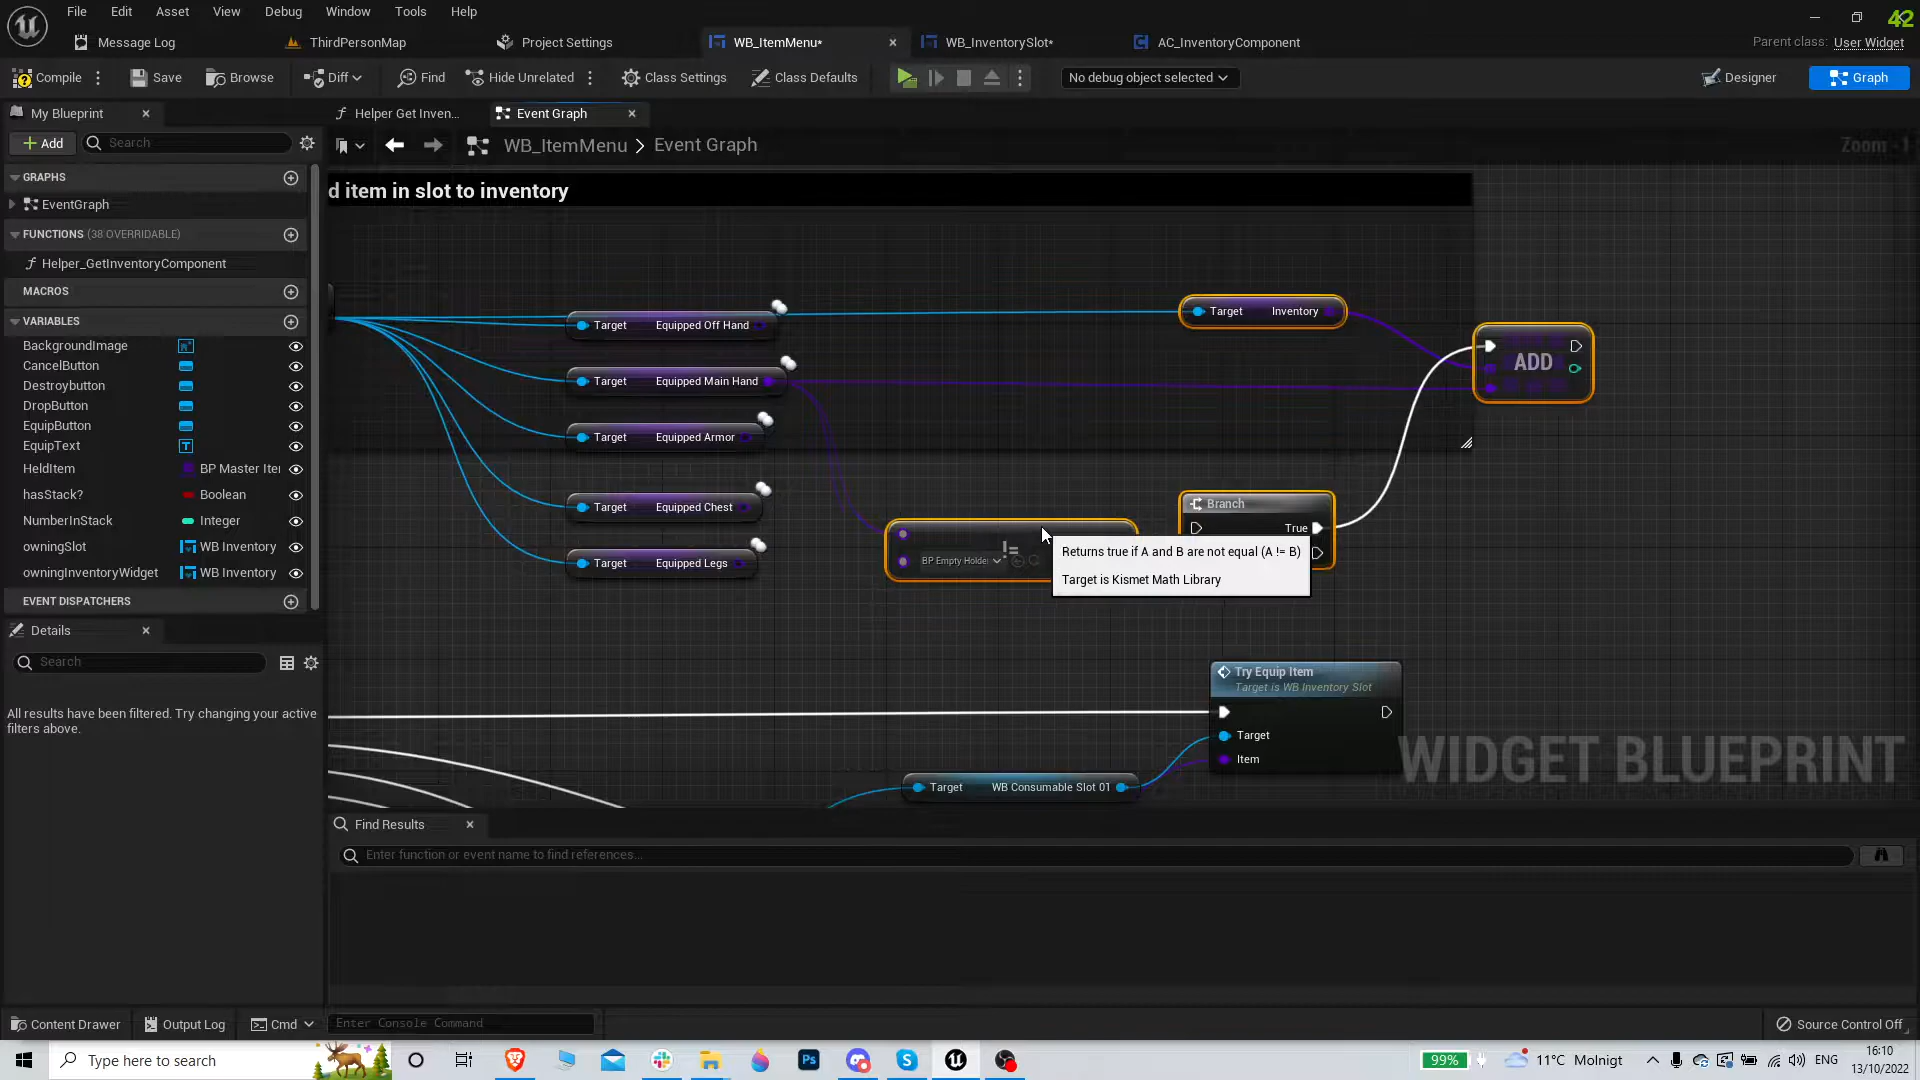 File Edit Asset View Debug Window Tools Help
42
Message Log
ThirdPersonMap
Project Settings
WB_ItemMenu*
WB_InventorySlot*
AC_InventoryComponent
Parent class: User Widget
Compile
Save
Browse
Diff
Find
Hide Unrelated
Class Settings
Class Defaults
No debug object selected
Designer
Graph
My Blueprint
Helper Get Inven...
Event Graph
Add
Search
WB_ItemMenu > Event Graph
Zoom -1
GRAPHS
EventGraph
FUNCTIONS (38 OVERRIDABLE)
Helper_GetInventoryComponent
MACROS
VARIABLES
BackgroundImage
CancelButton
Destroybutton
DropButton
EquipButton
EquipText
HeldItem BP Master Iter
hasStack? Boolean
NumberInStack Integer
owningSlot WB Inventory
owningInventoryWidget WB Inventory
EVENT DISPATCHERS
Details
Search
All results have been filtered. Try changing your active
filters above.
d item in slot to inventory
Target Equipped Off Hand
Target Inventory
Target Equipped Main Hand
ADD
Target Equipped Armor
Target Equipped Chest
Branch
True
BP Empty Holder
!=
Returns true if A and B are not equal (A != B)
Target is Kismet Math Library
Target Equipped Legs
Try Equip Item
Target is WB Inventory Slot
Target
Item
Target WB Consumable Slot 01
WIDGET BLUEPRINT
Find Results
Enter function or event name to find references...
Content Drawer
Output Log
Cmd
Enter Console Command
Source Control Off
Type here to search
Ps
99%
11°C Molnigt
ENG
16:10
13/10/2022